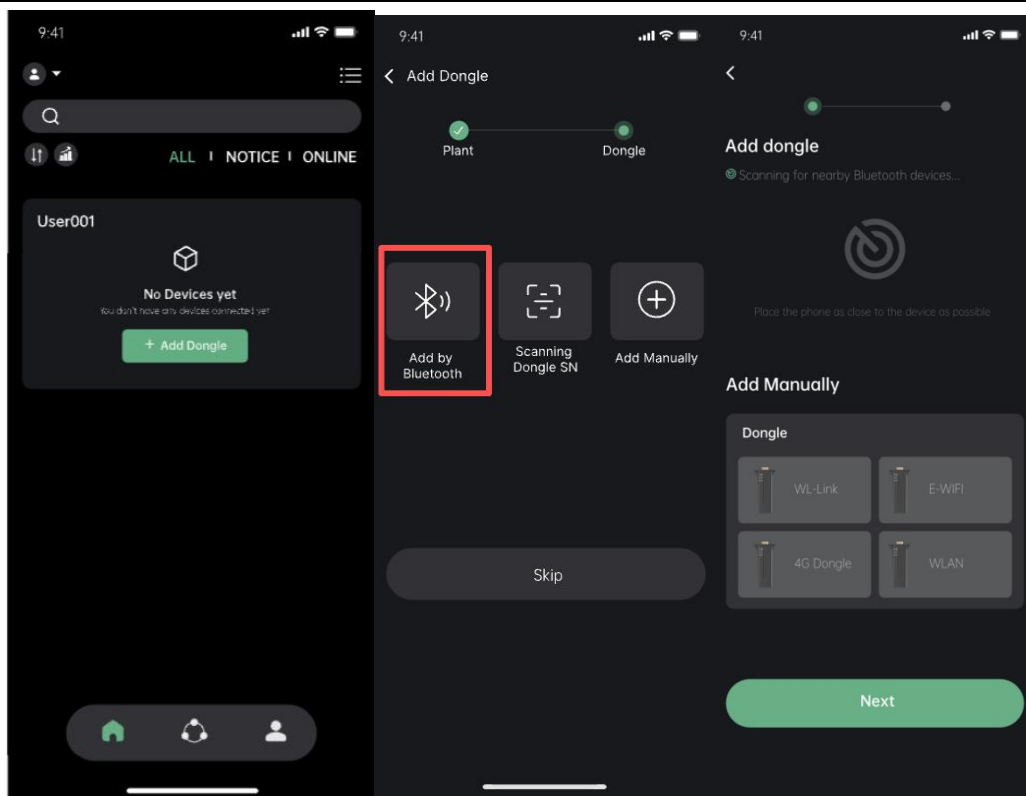 9:41
ALL I NOTICE I ONLINE
User001
No Devices yet
You don't have any devices connected yet
+ Add Dongle
9:41
Add Dongle
Plant
Dongle
Add by
Bluetooth
Scanning
Dongle SN
Add Manually
Skip
9:41
Add dongle
Scanning for nearby Bluetooth devices...
Place the phone as close to the device as possible
Add Manually
Dongle
WL-Link
E-WIFI
4G Dongle
WLAN
Next